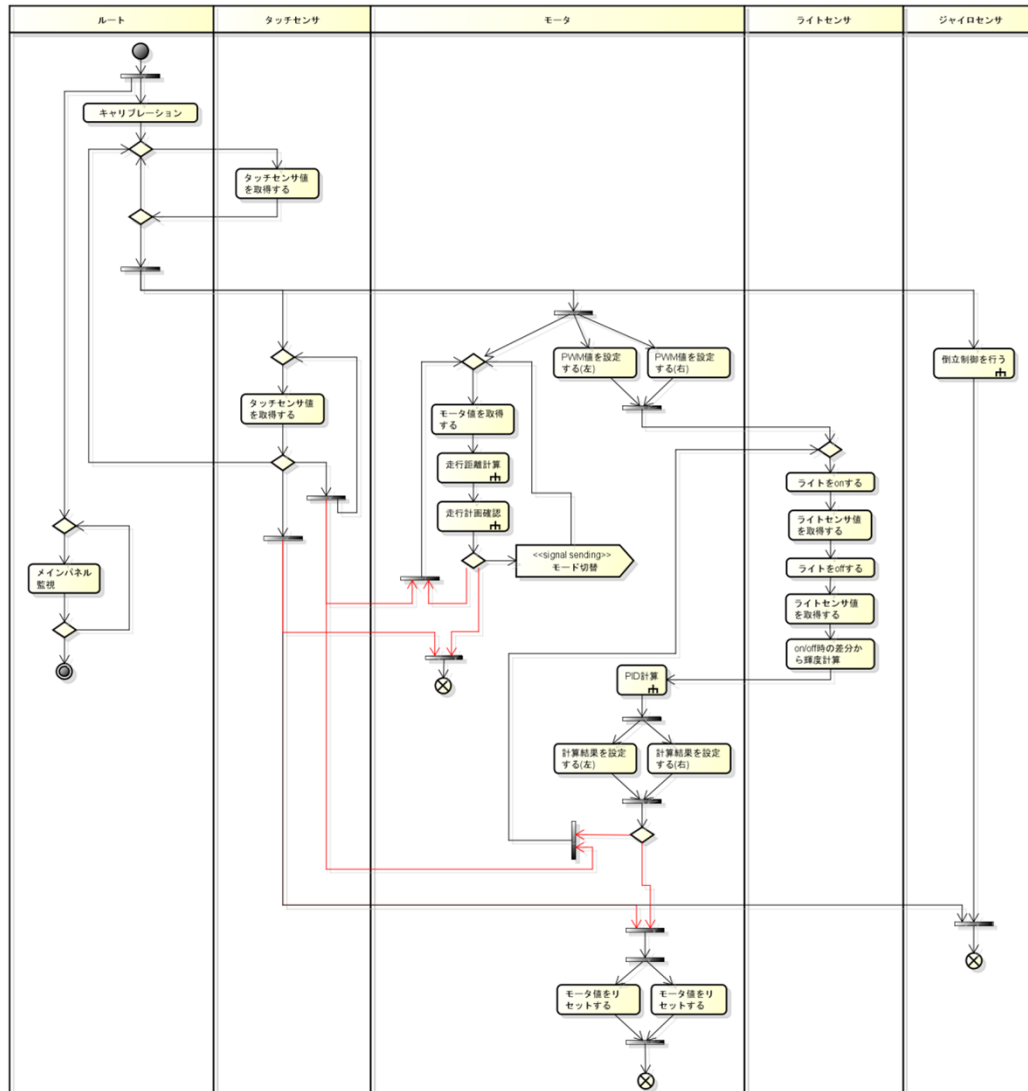 ルート
タッチセンサ
モータ
ライトセンサ
ジャイロセンサ
キャリブレーション
タッチセンサ値
を取得する
PWM値を設定
する(左)
PWM値を設定
する(右)
倒立制御を行う
タッチセンサ値
を取得する
モータ値を取得
する
走行距離計算
走行計画確認
<<signal sending>>
モード切替
ライトをonする
ライトセンサ値
を取得する
ライトをoffする
ライトセンサ値
を取得する
on/off時の差分か
ら輝度計算
メインパネル
監視
PID計算
計算結果を設定
する(左)
計算結果を設定
する(右)
モータ値をリ
セットする
モータ値をリ
セットする